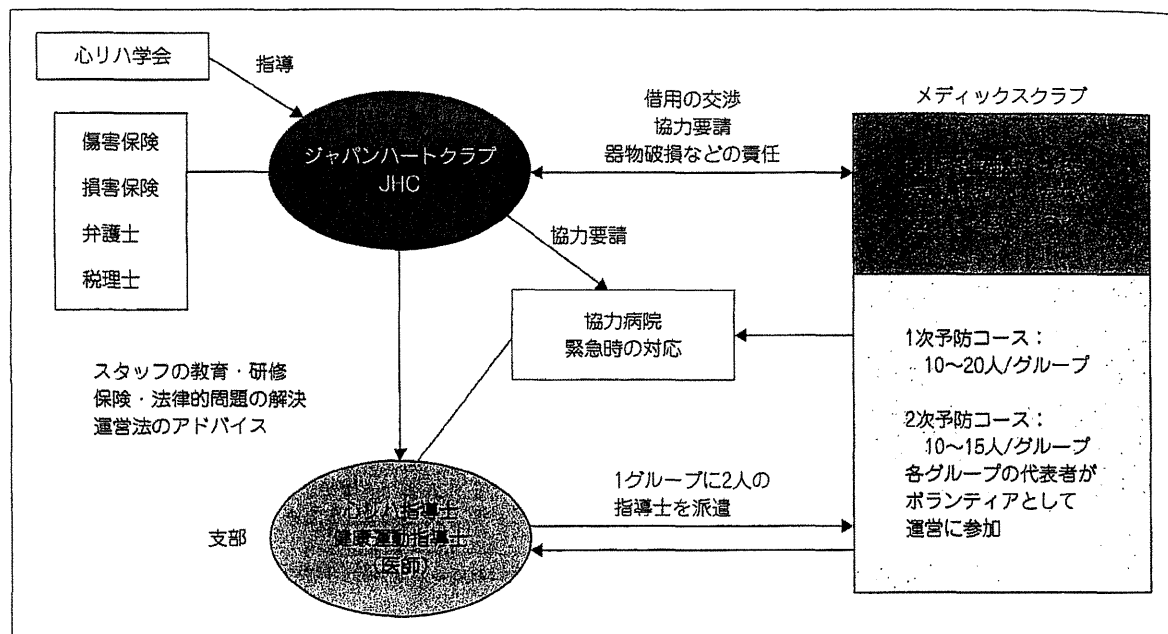 心リハ学会
指導
傷害保険
損害保険
弁護士
税理士
ジャパンハートクラブ
JHC
借用の交渉
協力要請
器物破損などの責任
メディックスクラブ
協力要請
協力病院
緊急時の対応
1次予防コース：
10〜20人/グループ
2次予防コース：
10〜15人/グループ
各グループの代表者が
ボランティアとして
運営に参加
スタッフの教育・研修
保険・法律的問題の解決
運営法のアドバイス
支部
心リハ指導士
健康運動指導士
（医師）
1グループに2人の
指導士を派遣